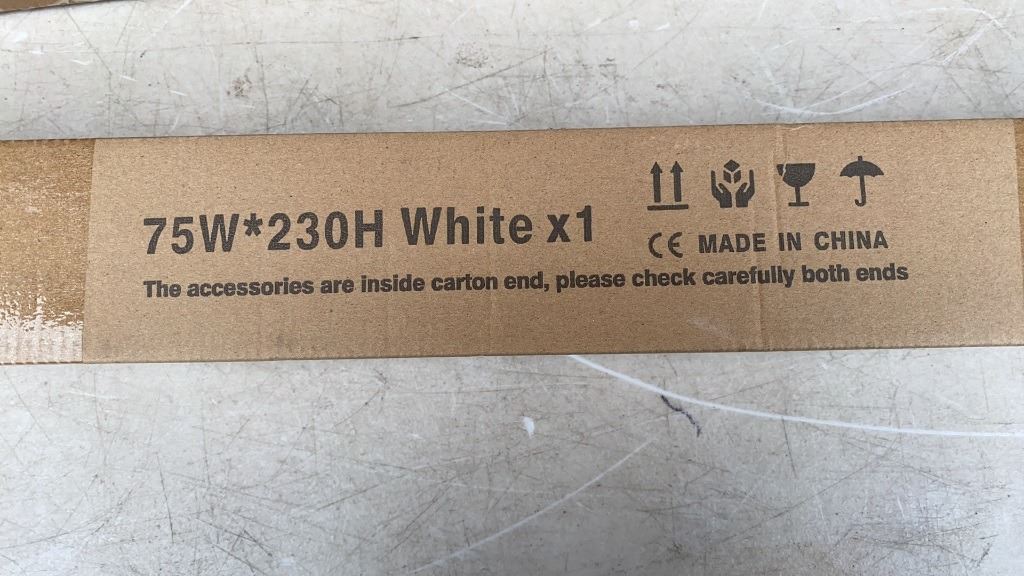 75W*230H White x1
CE MADE IN CHINA
The accessories are inside carton end, please check carefully both ends